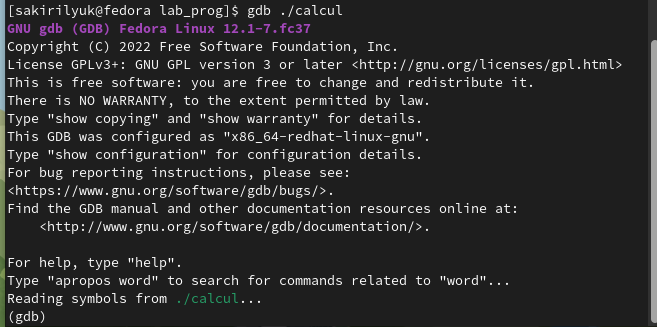 [sakirilyuk@fedora lab_prog]$ gdb ./calcul
GNU gdb (GDB) Fedora Linux 12.1-7.fc37
Copyright (C) 2022 Free Software Foundation, Inc.
License GPLv3+: GNU GPL version 3 or later <http://gnu.org/licenses/gpl.html>
This is free software: you are free to change and redistribute it.
There is NO WARRANTY, to the extent permitted by law.
Type "show copying" and "show warranty" for details.
This GDB was configured as "x86_64-redhat-linux-gnu".
Type "show configuration" for configuration details.
For bug reporting instructions, please see:
<https://www.gnu.org/software/gdb/bugs/>.
Find the GDB manual and other documentation resources online at:
    <http://www.gnu.org/software/gdb/documentation/>.

For help, type "help".
Type "apropos word" to search for commands related to "word"...
Reading symbols from ./calcul...
(gdb)